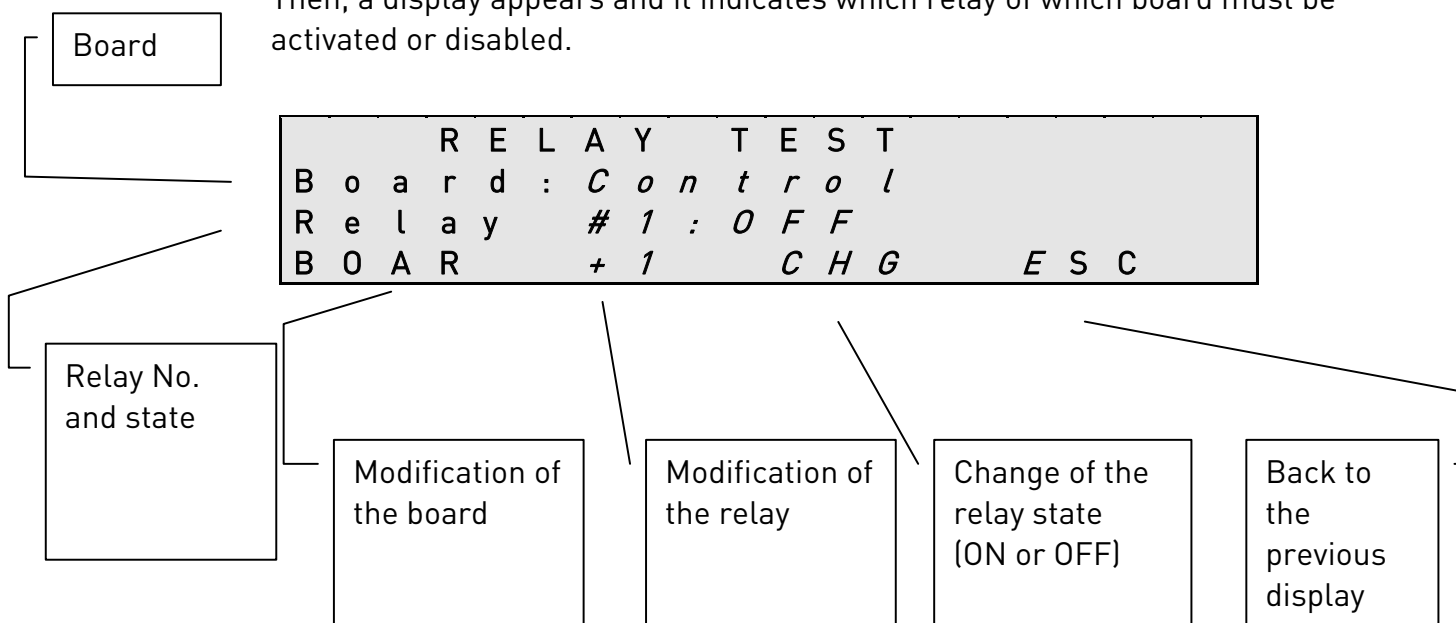 Then, a display appears and it indicates which relay of which board must be
activated or disabled.
Board
RELAY TEST
Board:Control
Relay #1:OFF
BOAR +1 CHG ESC
Relay No.
and state
Modification of
the board
Modification of
the relay
Change of the
relay state
(ON or OFF)
Back to
the
previous
display